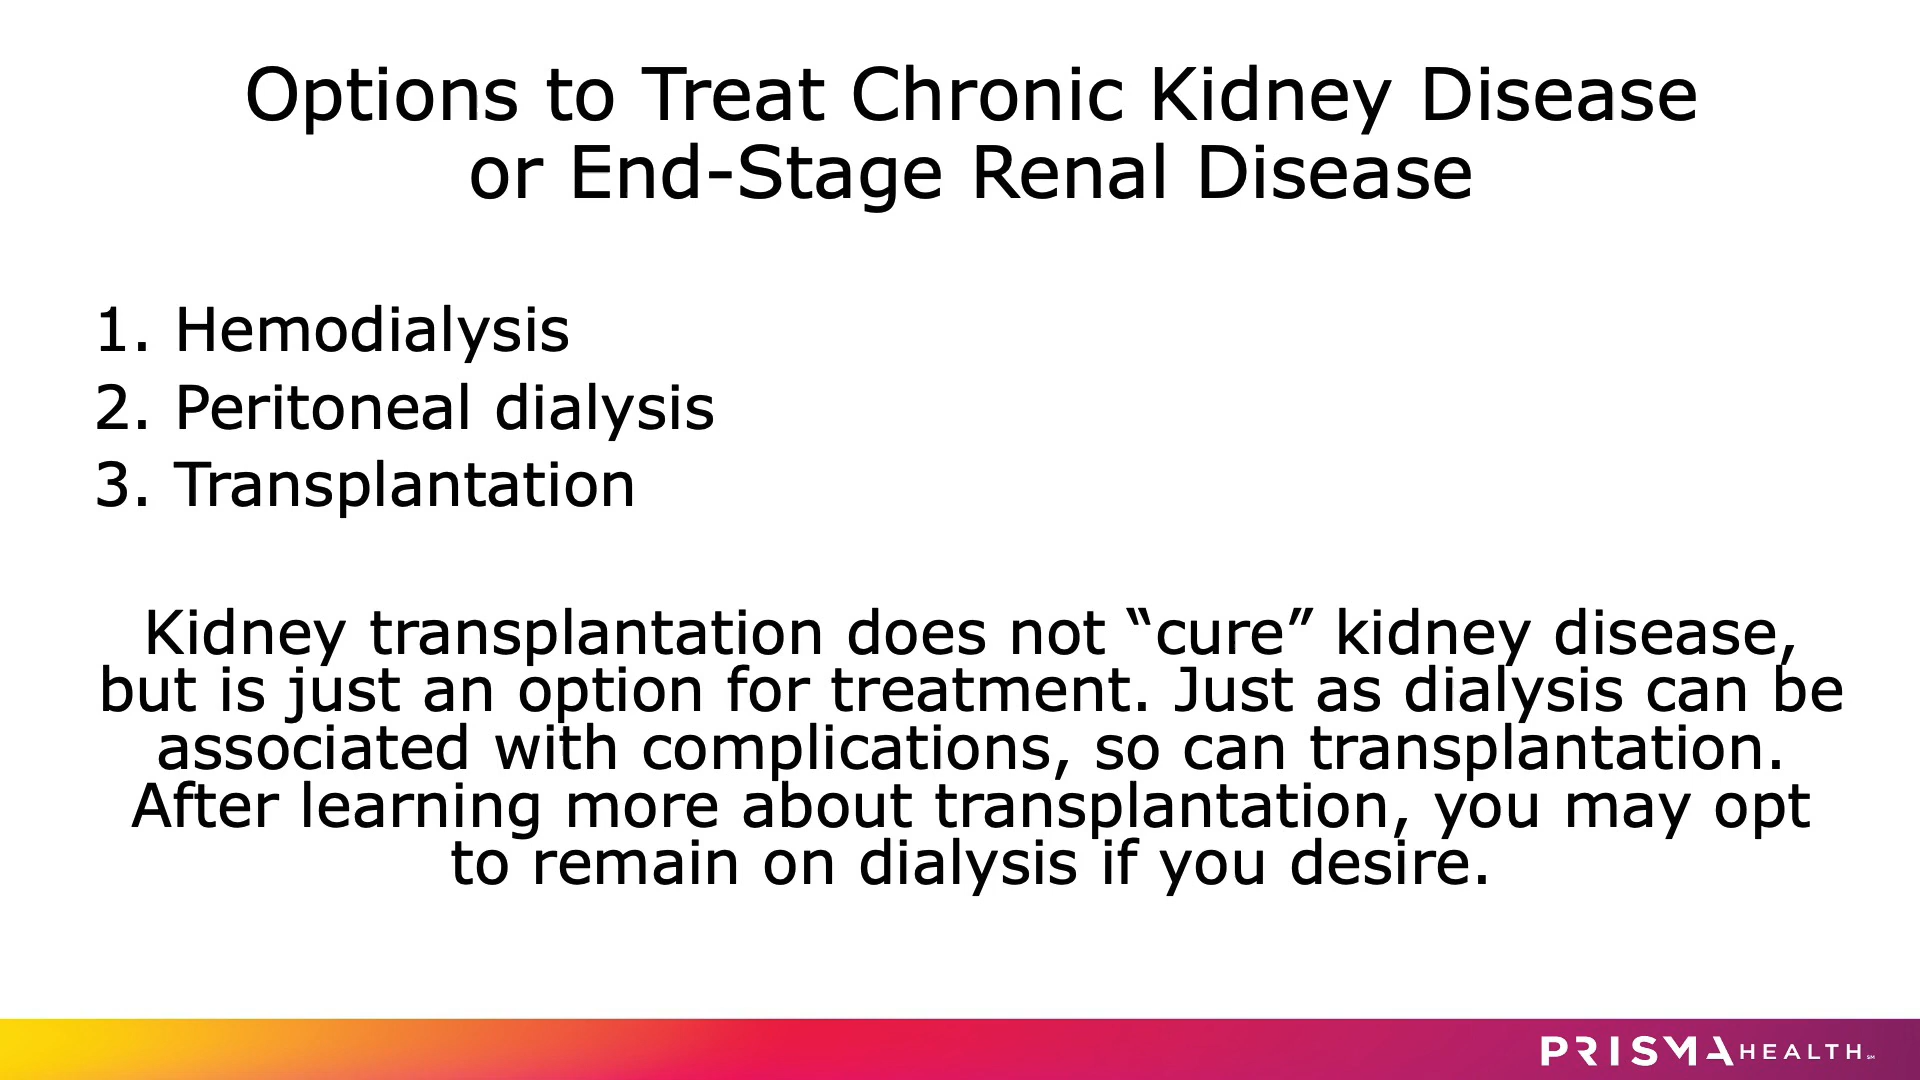 Options to Treat Chronic Kidney Disease
or End-Stage Renal Disease
1. Hemodialysis
2. Peritoneal dialysis
3. Transplantation
Kidney transplantation does not “cure” kidney disease,
but is just an option for treatment. Just as dialysis can be
associated with complications, so can transplantation.
After learning more about transplantation, you may opt
to remain on dialysis if you desire.
PRISMA HEALTH℠